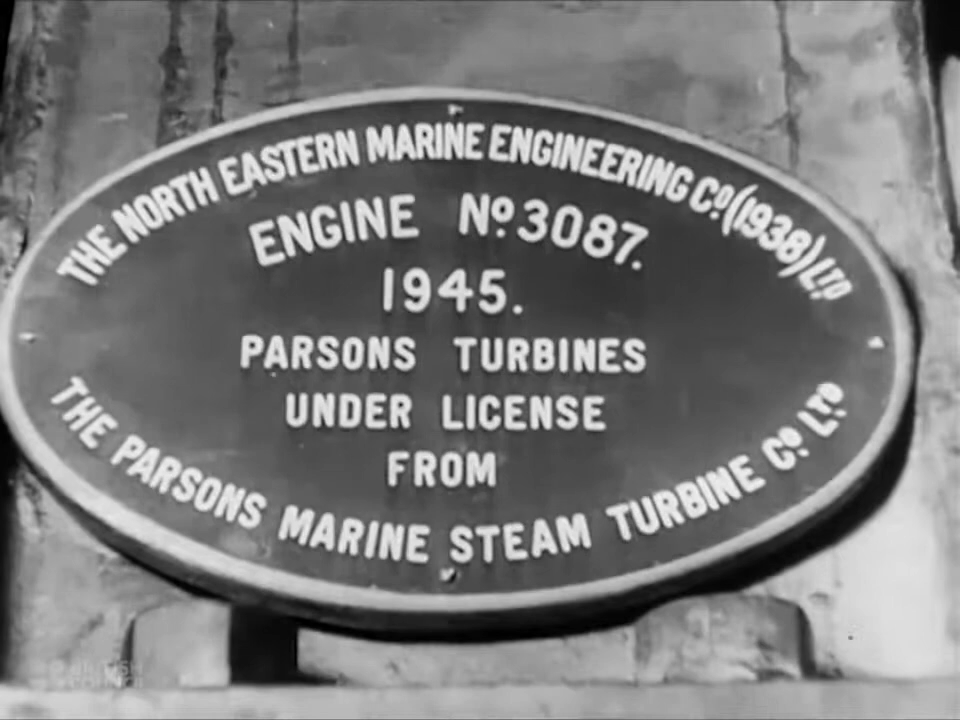 THE NORTH EASTERN MARINE ENGINEERING Cº. (1938) LTD
ENGINE Nº. 3087.
1945.
PARSONS TURBINES
UNDER LICENSE
FROM
THE PARSONS MARINE STEAM TURBINE Cº. LTD.
BRITISH